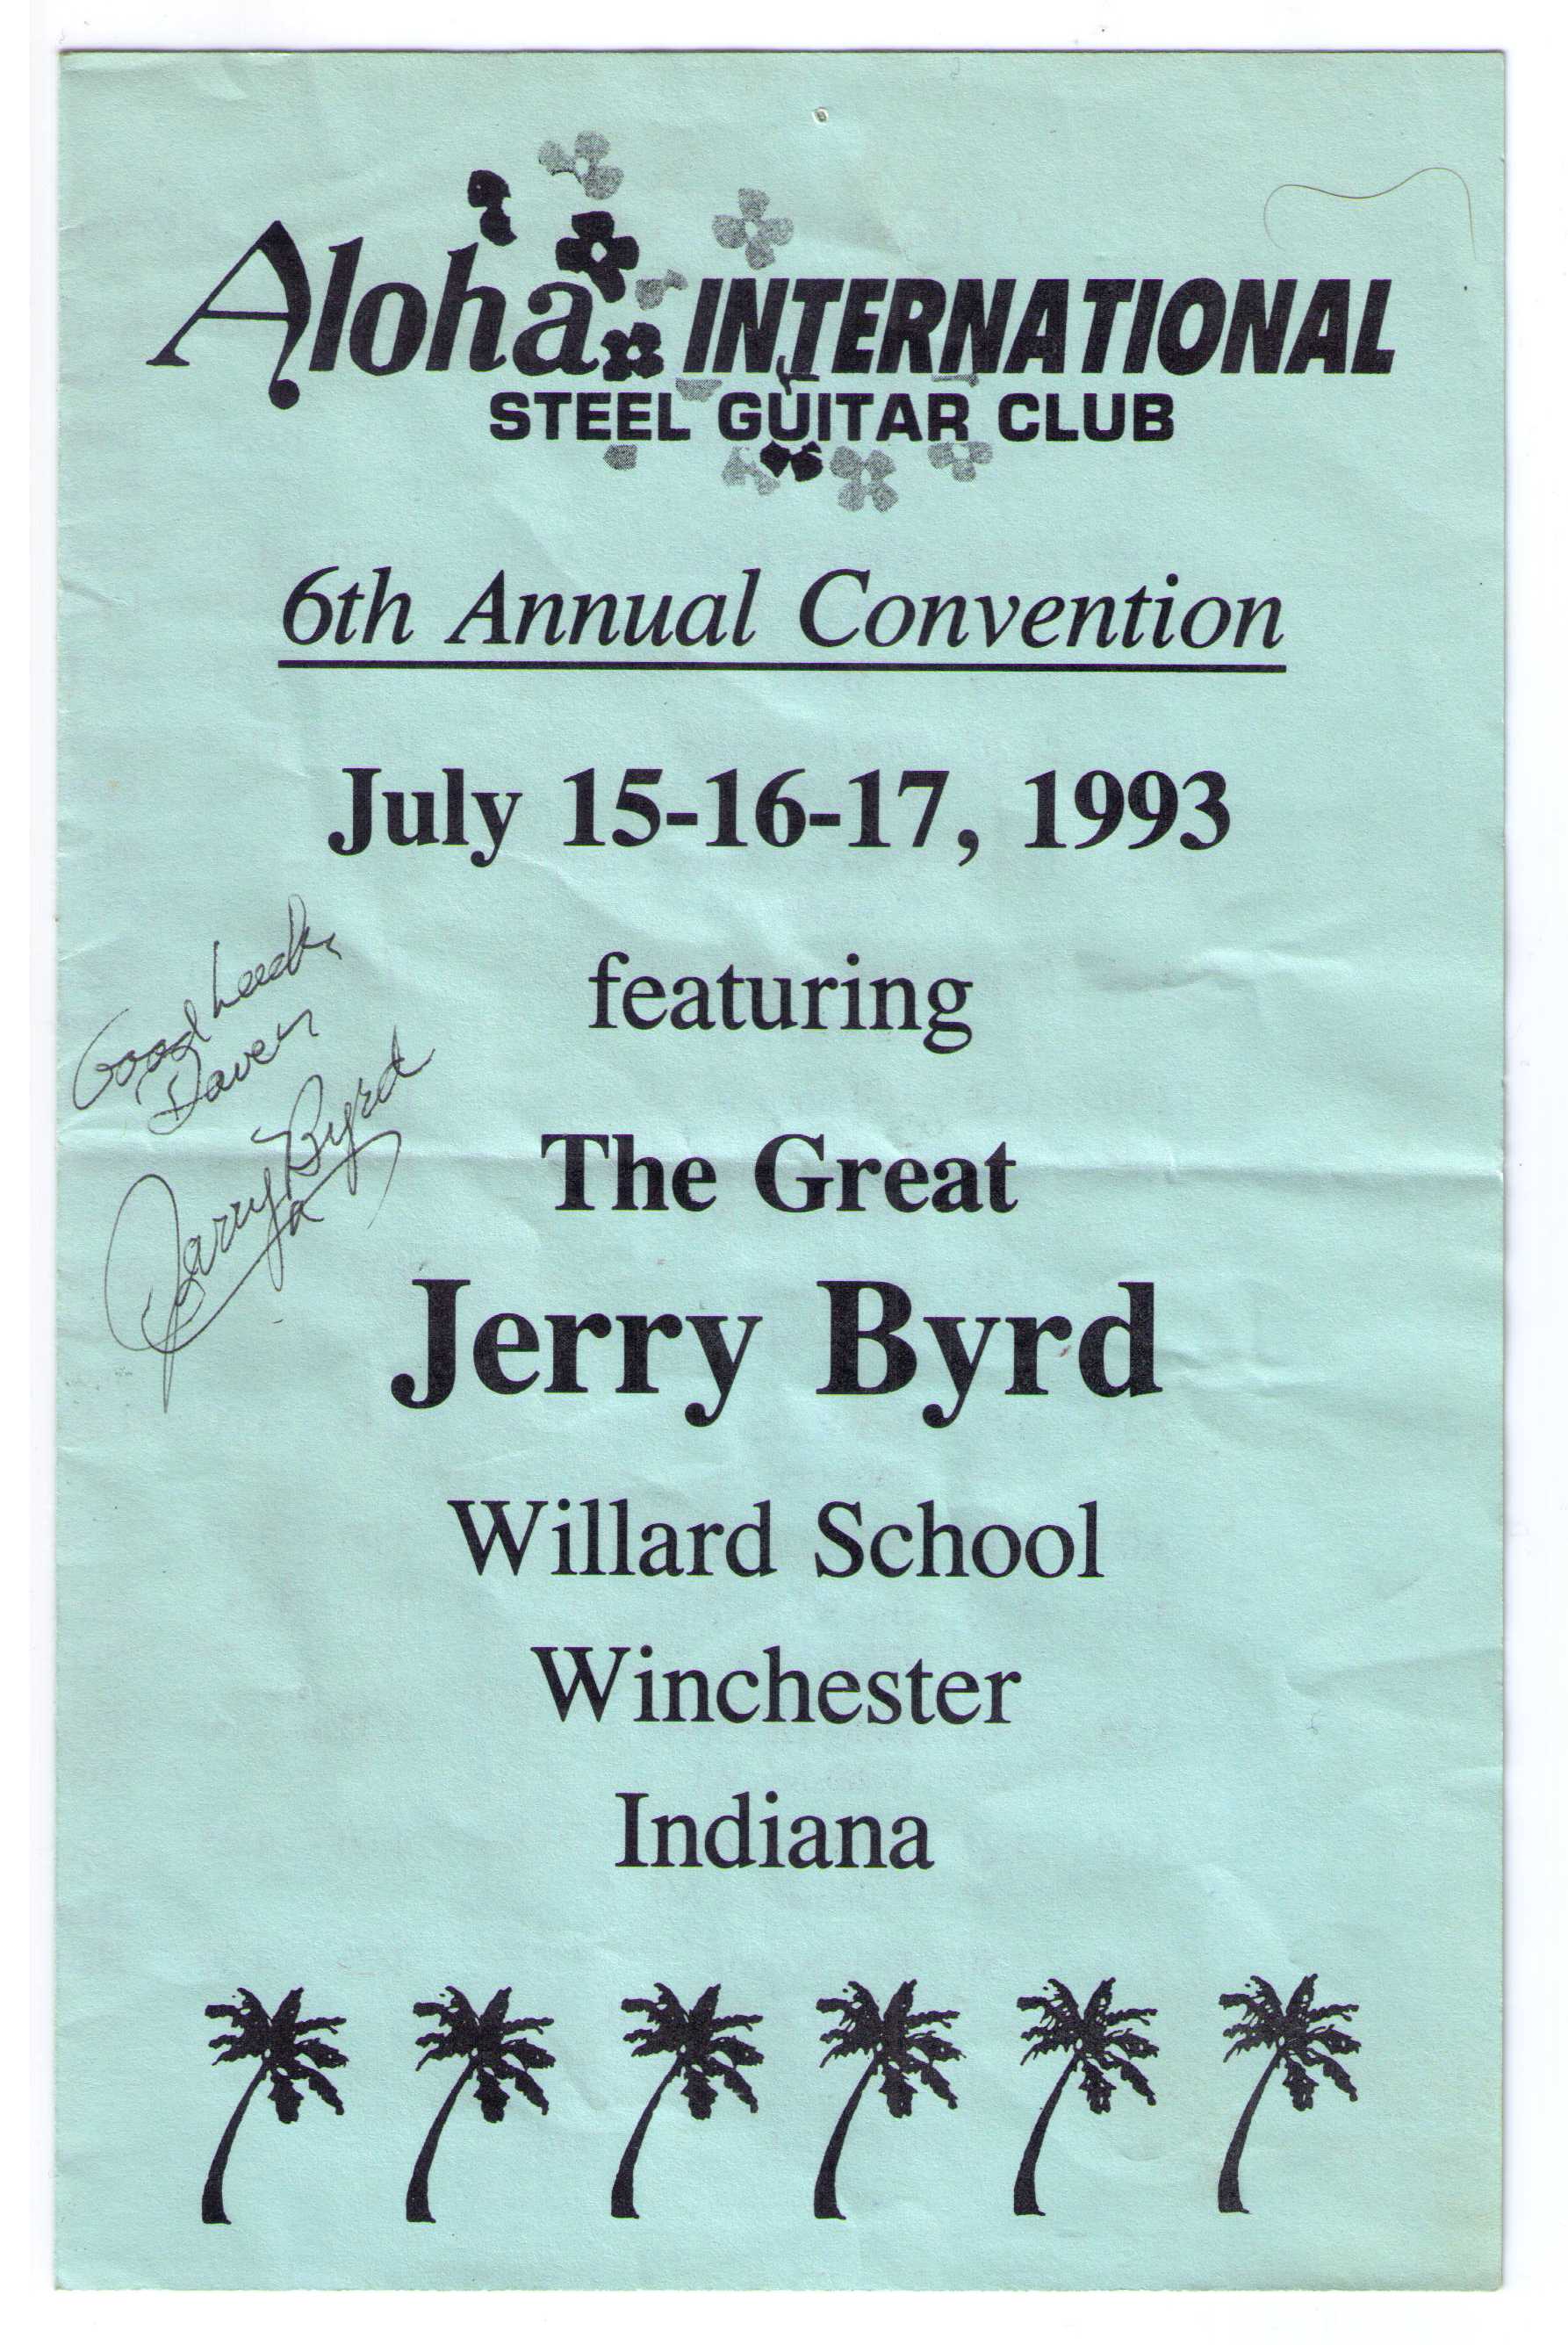 Aloha INTERNATIONAL
STEEL GUITAR CLUB
6th Annual Convention
July 15-16-17, 1993
Good Luck,
Dave
Jerry Byrd
featuring
The Great
Jerry Byrd
Willard School
Winchester
Indiana